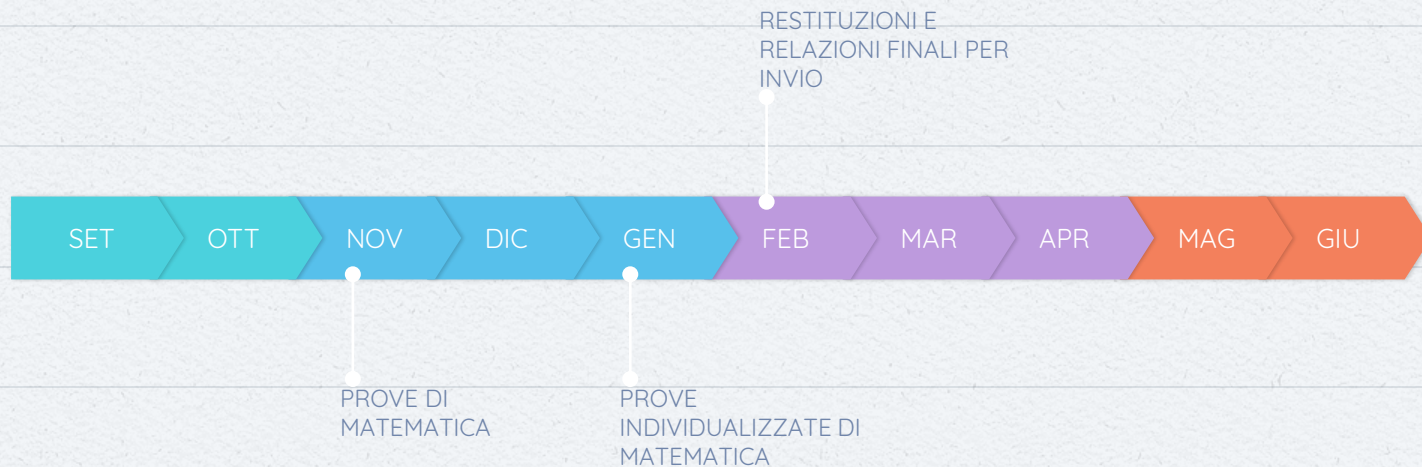 RESTITUZIONI E
RELAZIONI FINALI PER
INVIO
SET OTT NOV DIC GEN FEB MAR APR MAG GIU
PROVE DI
MATEMATICA
PROVE
INDIVIDUALIZZATE DI
MATEMATICA